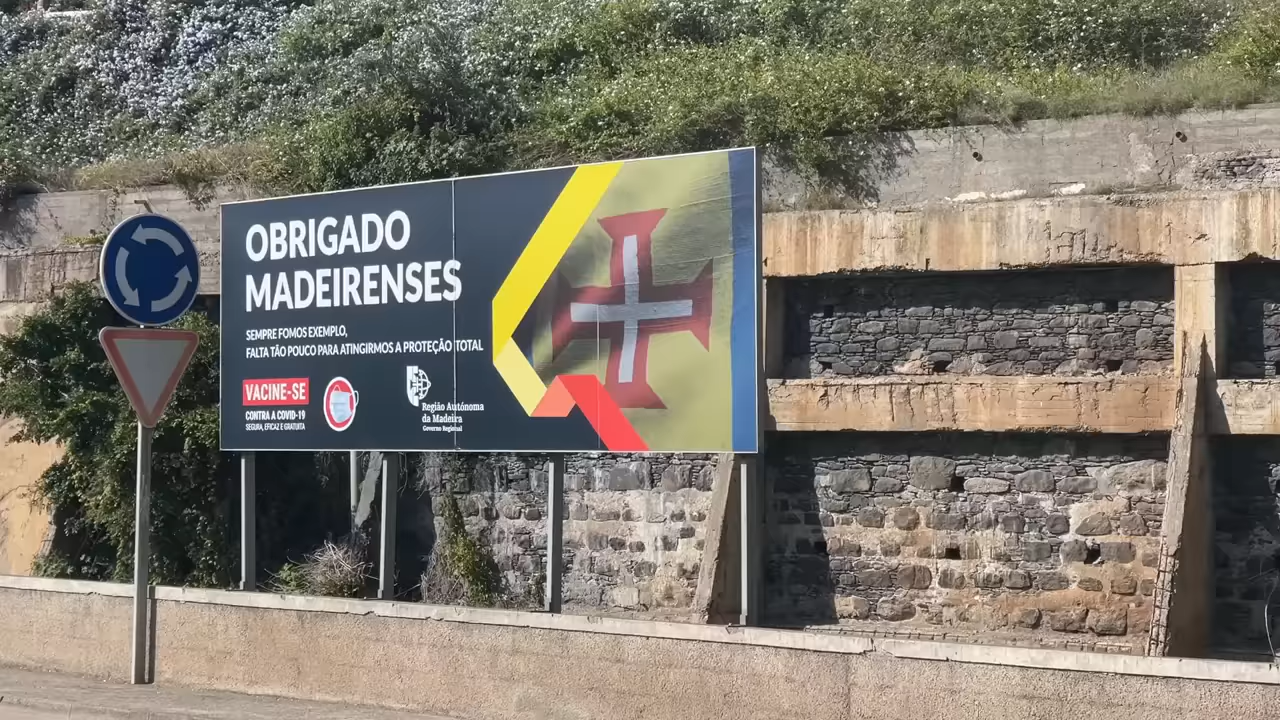 OBRIGADO
MADEIRENSES
SEMPRE FOMOS EXEMPLO,
FALTA TÃO POUCO PARA ATINGIRMOS A PROTEÇÃO TOTAL
VACINE-SE
CONTRA A COVID-19
SEGURA, EFICAZ E GRATUITA
Região Autónoma
da Madeira
Governo Regional